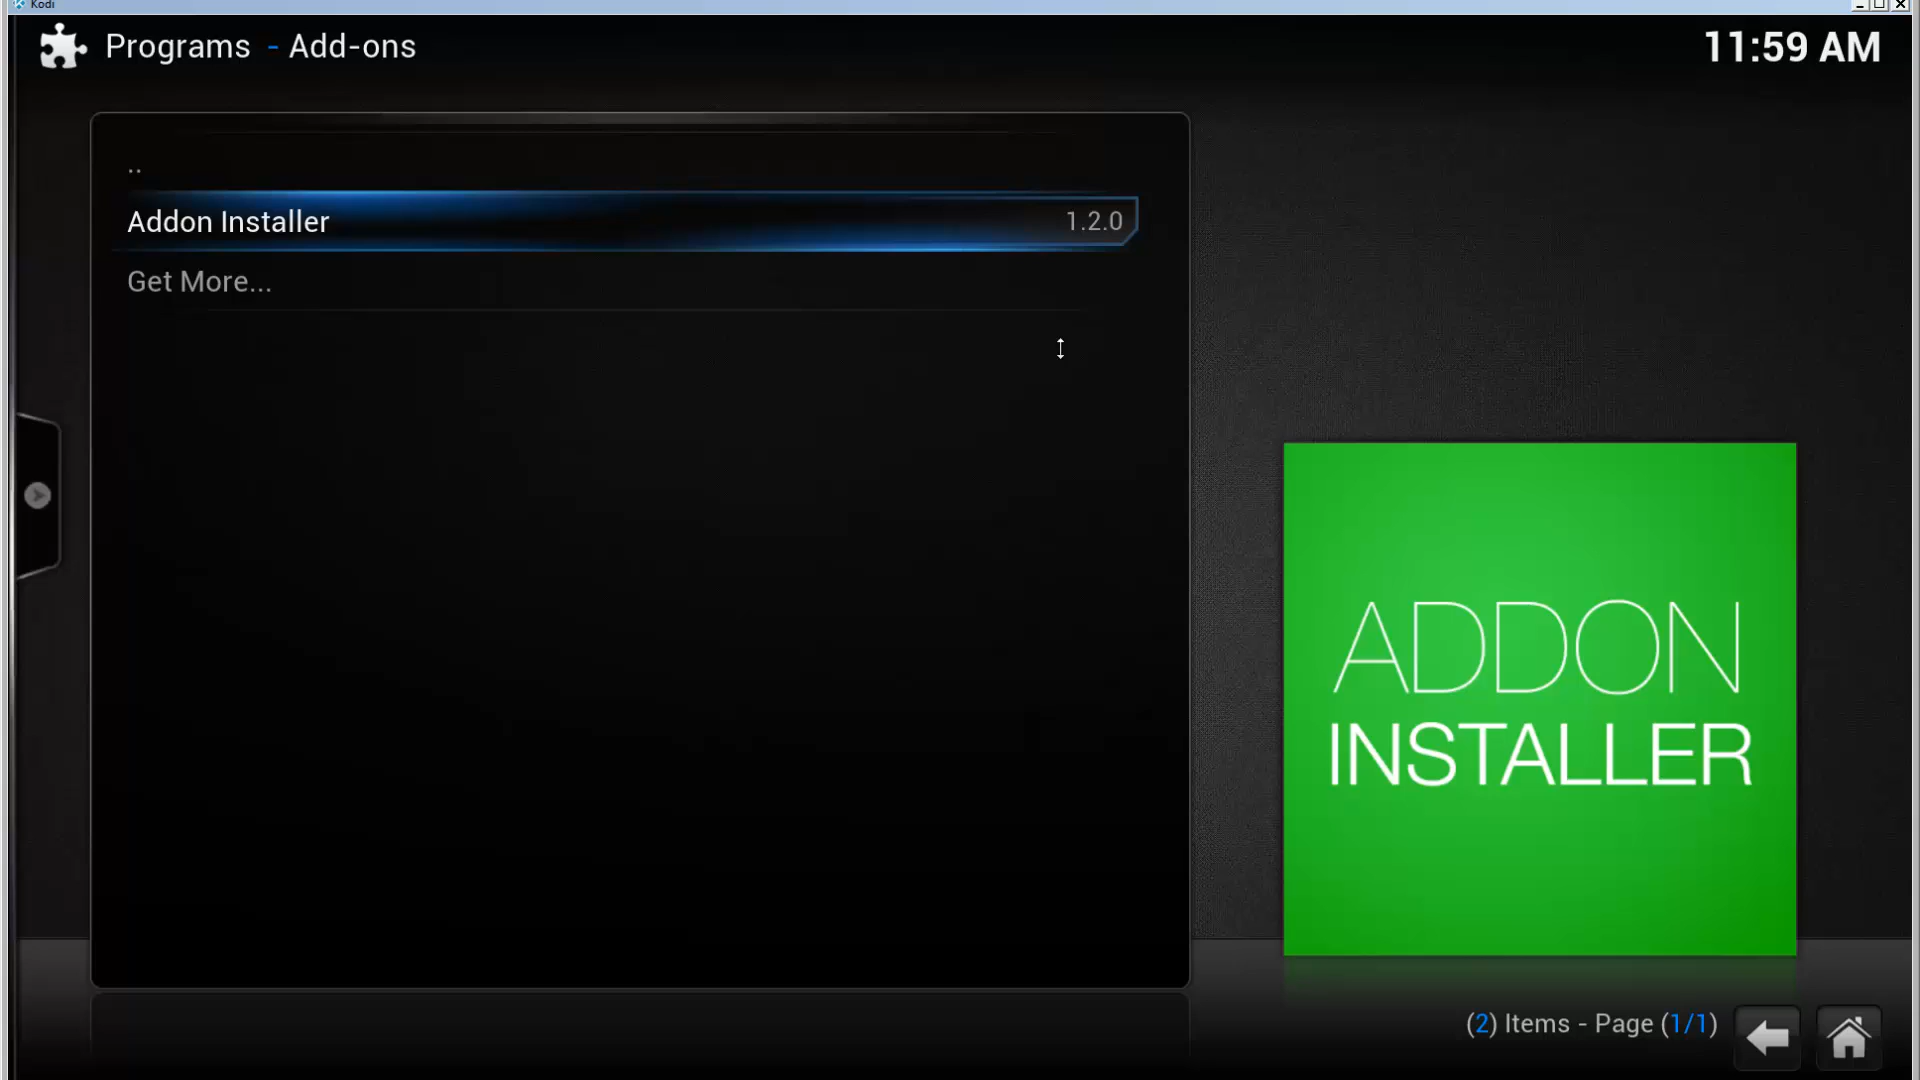 Kodi
Programs - Add-ons
11:59 AM
..
Addon Installer 1.2.0
Get More...
ADDON
INSTALLER
(2) Items - Page (1/1)